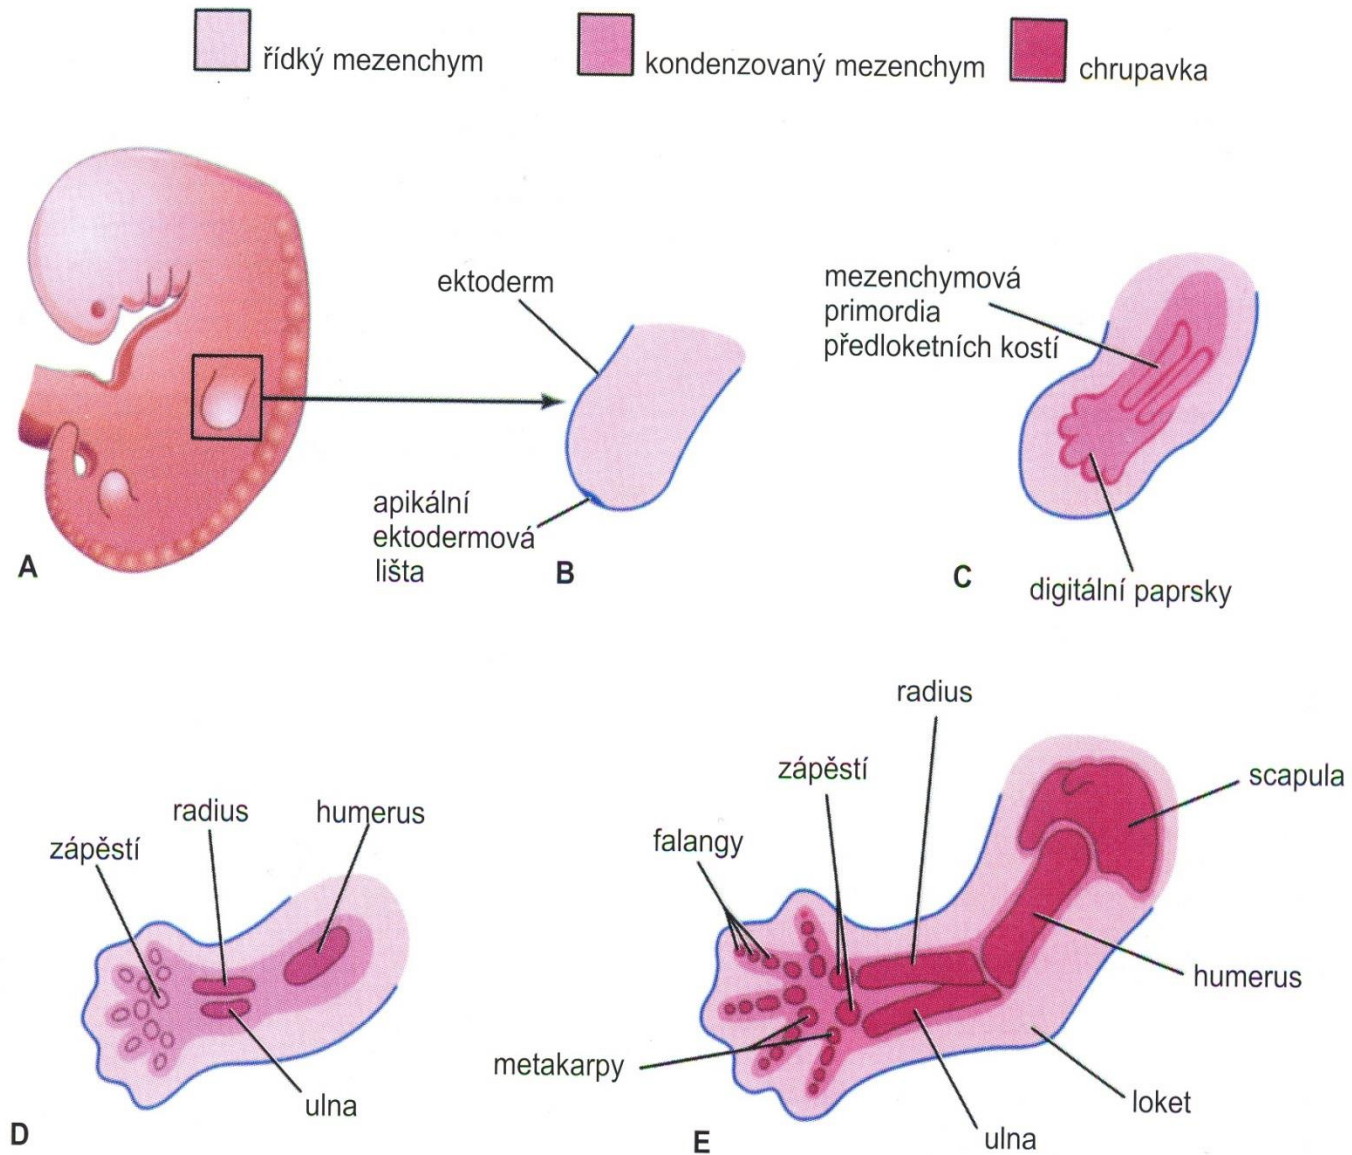 řídký mezenchym
kondenzovaný mezenchym
chrupavka
ektoderm
apikální
ektodermová
lišta
A
B
mezenchymová
primordia
předloketních kostí
digitální paprsky
C
zápěstí
radius
humerus
ulna
D
radius
zápěstí
falangy
scapula
humerus
metakarpy
loket
ulna
E